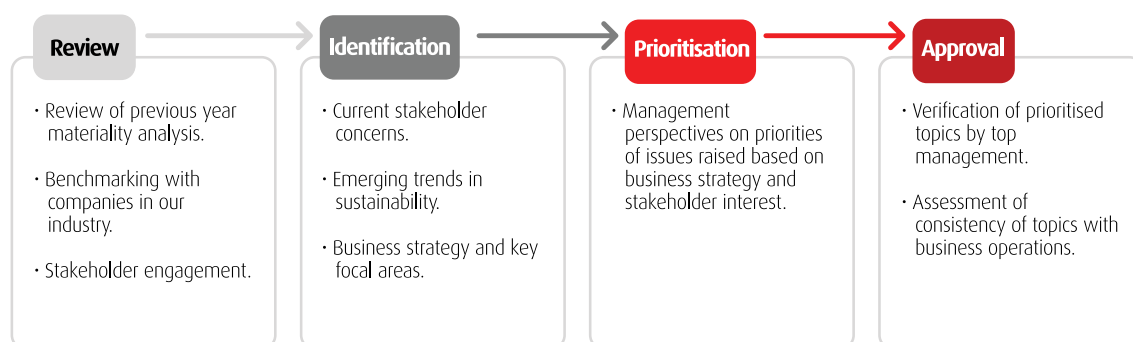 Review
· Review of previous year
materiality analysis.
· Benchmarking with
companies in our
industry.
· Stakeholder engagement.
Identification
· Current stakeholder
concerns.
· Emerging trends in
sustainability.
· Business strategy and key
focal areas.
Prioritisation
· Management
perspectives on priorities
of issues raised based on
business strategy and
stakeholder interest.
Approval
· Verification of prioritised
topics by top
management.
· Assessment of
consistency of topics with
business operations.